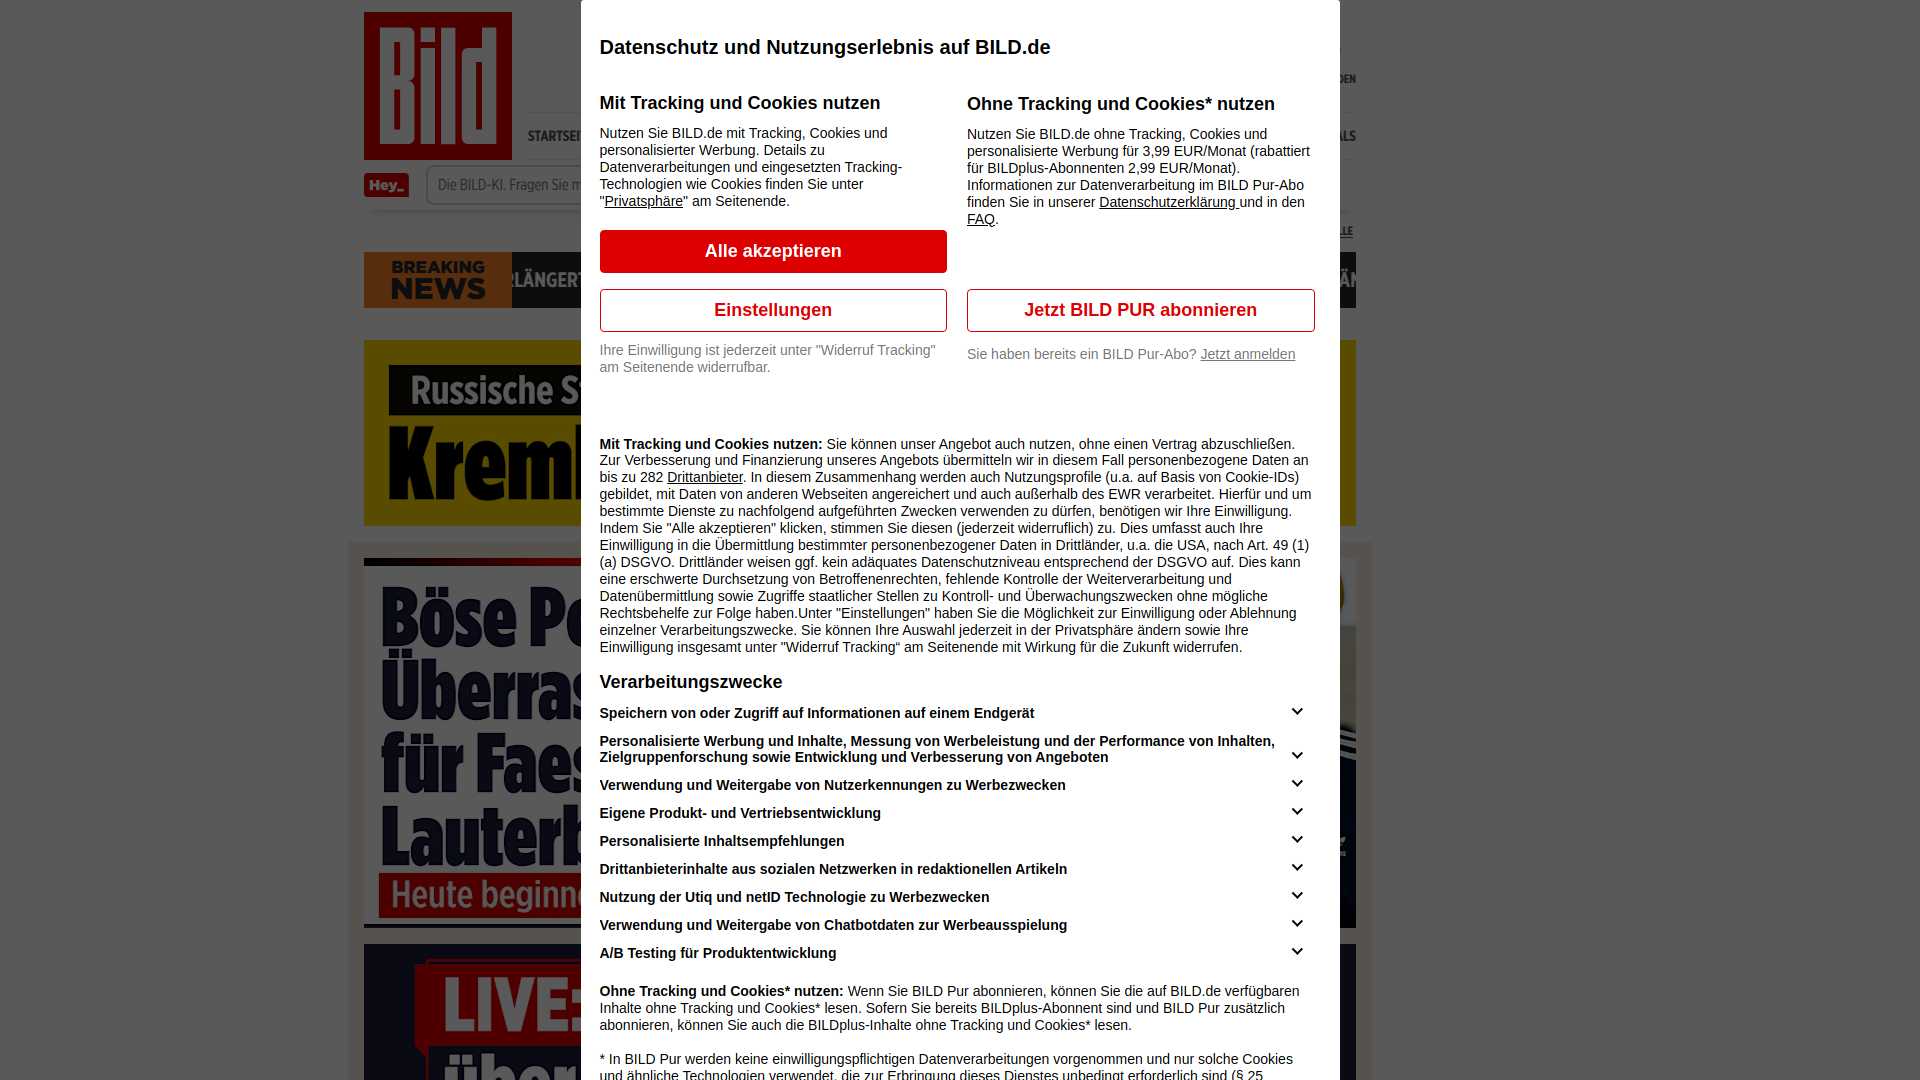 Bild
DEN
STARTSEI
ALS
Hey_
Die BILD-KI. Fragen Sie m
LLE
BREAKING
NEWS
RLÄNGERT
ÄN
Russische S
Kreml
Böse Pe
Überras
für Faes
Lauterb
Heute beginne
LIVE:
übe
Datenschutz und Nutzungserlebnis auf BILD.de
Mit Tracking und Cookies nutzen
Nutzen Sie BILD.de mit Tracking, Cookies und
personalisierter Werbung. Details zu
Datenverarbeitungen und eingesetzten Tracking-
Technologien wie Cookies finden Sie unter
"Privatsphäre" am Seitenende.
Alle akzeptieren
Einstellungen
Ihre Einwilligung ist jederzeit unter "Widerruf Tracking"
am Seitenende widerrufbar.
Ohne Tracking und Cookies* nutzen
Nutzen Sie BILD.de ohne Tracking, Cookies und
personalisierte Werbung für 3,99 EUR/Monat (rabattiert
für BILDplus-Abonnenten 2,99 EUR/Monat).
Informationen zur Datenverarbeitung im BILD Pur-Abo
finden Sie in unserer Datenschutzerklärung und in den
FAQ.
Jetzt BILD PUR abonnieren
Sie haben bereits ein BILD Pur-Abo? Jetzt anmelden
Mit Tracking und Cookies nutzen: Sie können unser Angebot auch nutzen, ohne einen Vertrag abzuschließen.
Zur Verbesserung und Finanzierung unseres Angebots übermitteln wir in diesem Fall personenbezogene Daten an
bis zu 282 Drittanbieter. In diesem Zusammenhang werden auch Nutzungsprofile (u.a. auf Basis von Cookie-IDs)
gebildet, mit Daten von anderen Webseiten angereichert und auch außerhalb des EWR verarbeitet. Hierfür und um
bestimmte Dienste zu nachfolgend aufgeführten Zwecken verwenden zu dürfen, benötigen wir Ihre Einwilligung.
Indem Sie "Alle akzeptieren" klicken, stimmen Sie diesen (jederzeit widerruflich) zu. Dies umfasst auch Ihre
Einwilligung in die Übermittlung bestimmter personenbezogener Daten in Drittländer, u.a. die USA, nach Art. 49 (1)
(a) DSGVO. Drittländer weisen ggf. kein adäquates Datenschutzniveau entsprechend der DSGVO auf. Dies kann
eine erschwerte Durchsetzung von Betroffenenrechten, fehlende Kontrolle der Weiterverarbeitung und
Datenübermittlung sowie Zugriffe staatlicher Stellen zu Kontroll- und Überwachungszwecken ohne mögliche
Rechtsbehelfe zur Folge haben.Unter "Einstellungen" haben Sie die Möglichkeit zur Einwilligung oder Ablehnung
einzelner Verarbeitungszwecke. Sie können Ihre Auswahl jederzeit in der Privatsphäre ändern sowie Ihre
Einwilligung insgesamt unter "Widerruf Tracking“ am Seitenende mit Wirkung für die Zukunft widerrufen.
Verarbeitungszwecke
Speichern von oder Zugriff auf Informationen auf einem Endgerät
Personalisierte Werbung und Inhalte, Messung von Werbeleistung und der Performance von Inhalten,
Zielgruppenforschung sowie Entwicklung und Verbesserung von Angeboten
Verwendung und Weitergabe von Nutzerkennungen zu Werbezwecken
Eigene Produkt- und Vertriebsentwicklung
Personalisierte Inhaltsempfehlungen
Drittanbieterinhalte aus sozialen Netzwerken in redaktionellen Artikeln
Nutzung der Utiq und netID Technologie zu Werbezwecken
Verwendung und Weitergabe von Chatbotdaten zur Werbeausspielung
A/B Testing für Produktentwicklung
Ohne Tracking und Cookies* nutzen: Wenn Sie BILD Pur abonnieren, können Sie die auf BILD.de verfügbaren
Inhalte ohne Tracking und Cookies* lesen. Sofern Sie bereits BILDplus-Abonnent sind und BILD Pur zusätzlich
abonnieren, können Sie auch die BILDplus-Inhalte ohne Tracking und Cookies* lesen.
* In BILD Pur werden keine einwilligungspflichtigen Datenverarbeitungen vorgenommen und nur solche Cookies
und ähnliche Technologien verwendet, die zur Erbringung dieses Dienstes unbedingt erforderlich sind (§ 25